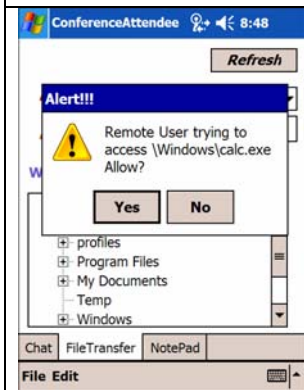 ConferenceAttendee 8:48
Refresh
Alert!!!
Remote User trying to
access \Windows\calc.exe
Allow?
Yes No
profiles
Program Files
My Documents
Temp
Windows
Chat FileTransfer NotePad
File Edit